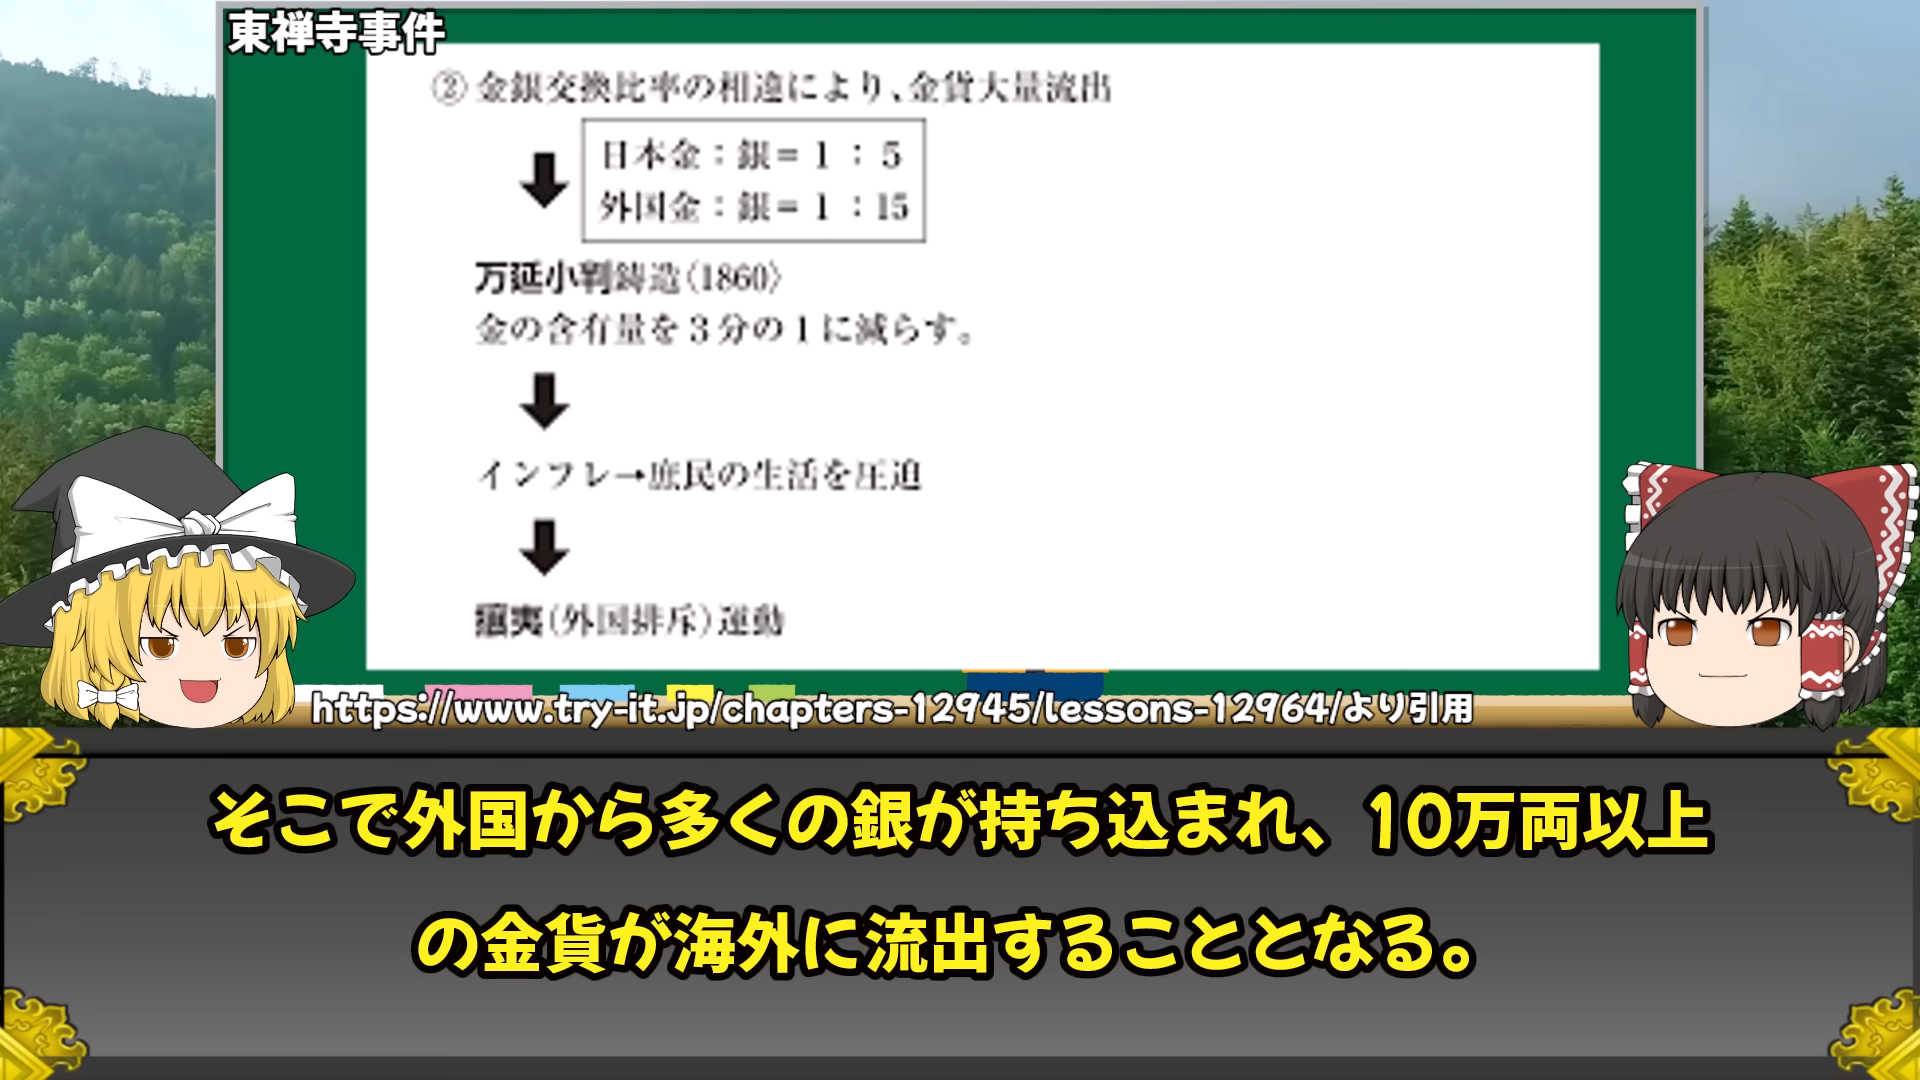 東禅寺事件
② 金銀交換比率の相違により、金貨大量流出
日本金：銀＝1：5
外国金：銀＝1：15
万延小判鋳造〈1860〉
金の含有量を3分の1に減らす。
インフレ→庶民の生活を圧迫
攘夷(外国排斥)運動
https://www.try-it.jp/chapters-12945/lessons-12964/より引用
そこで外国から多くの銀が持ち込まれ、10万両以上
の金貨が海外に流出することとなる。